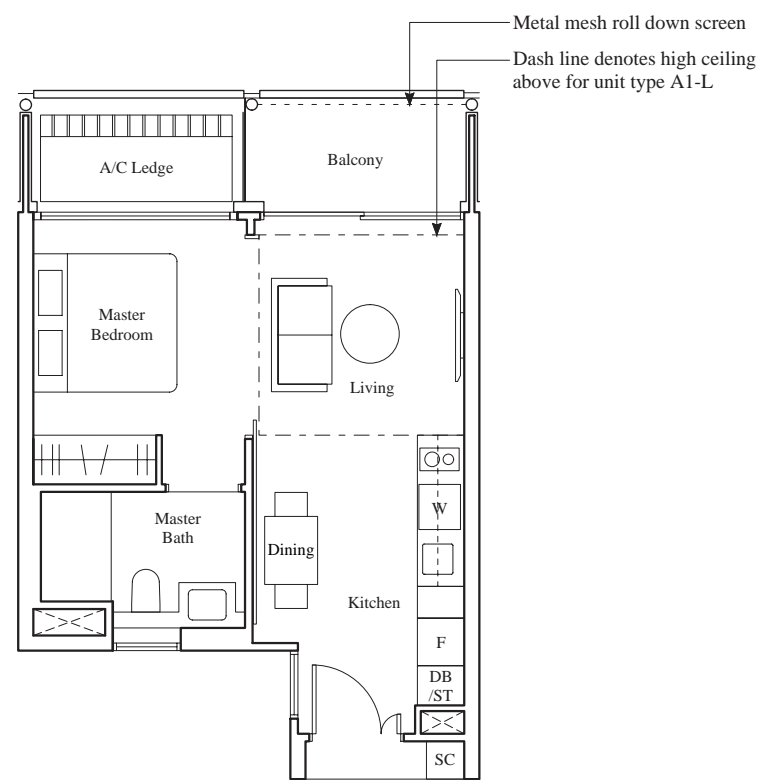 Metal mesh roll down screen
Dash line denotes high ceiling
above for unit type A1-L
A/C Ledge
Balcony
Master
Bedroom
Living
W
Master
Bath
Dining
Kitchen
F
DB
/ST
SC